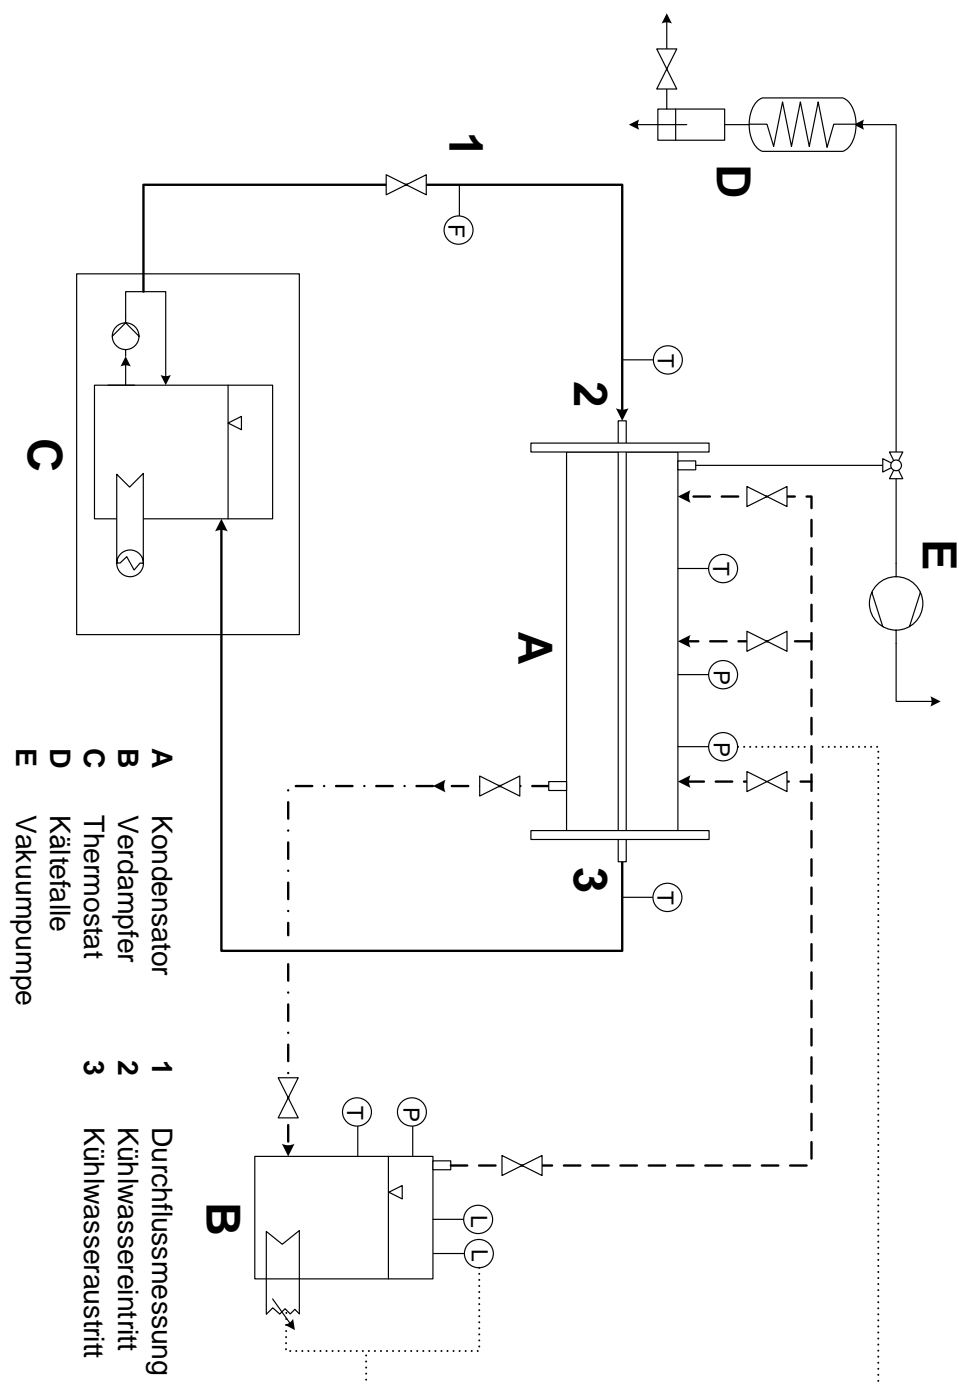 E
D
T
P
P
T
T
2
3
A
1
F
L
L
P
T
B
C
A Kondensator
B Verdampfer
C Thermostat
D Kältefalle
E Vakuumpumpe
1 Durchflussmessung
2 Kühlwassereintritt
3 Kühlwasseraustritt